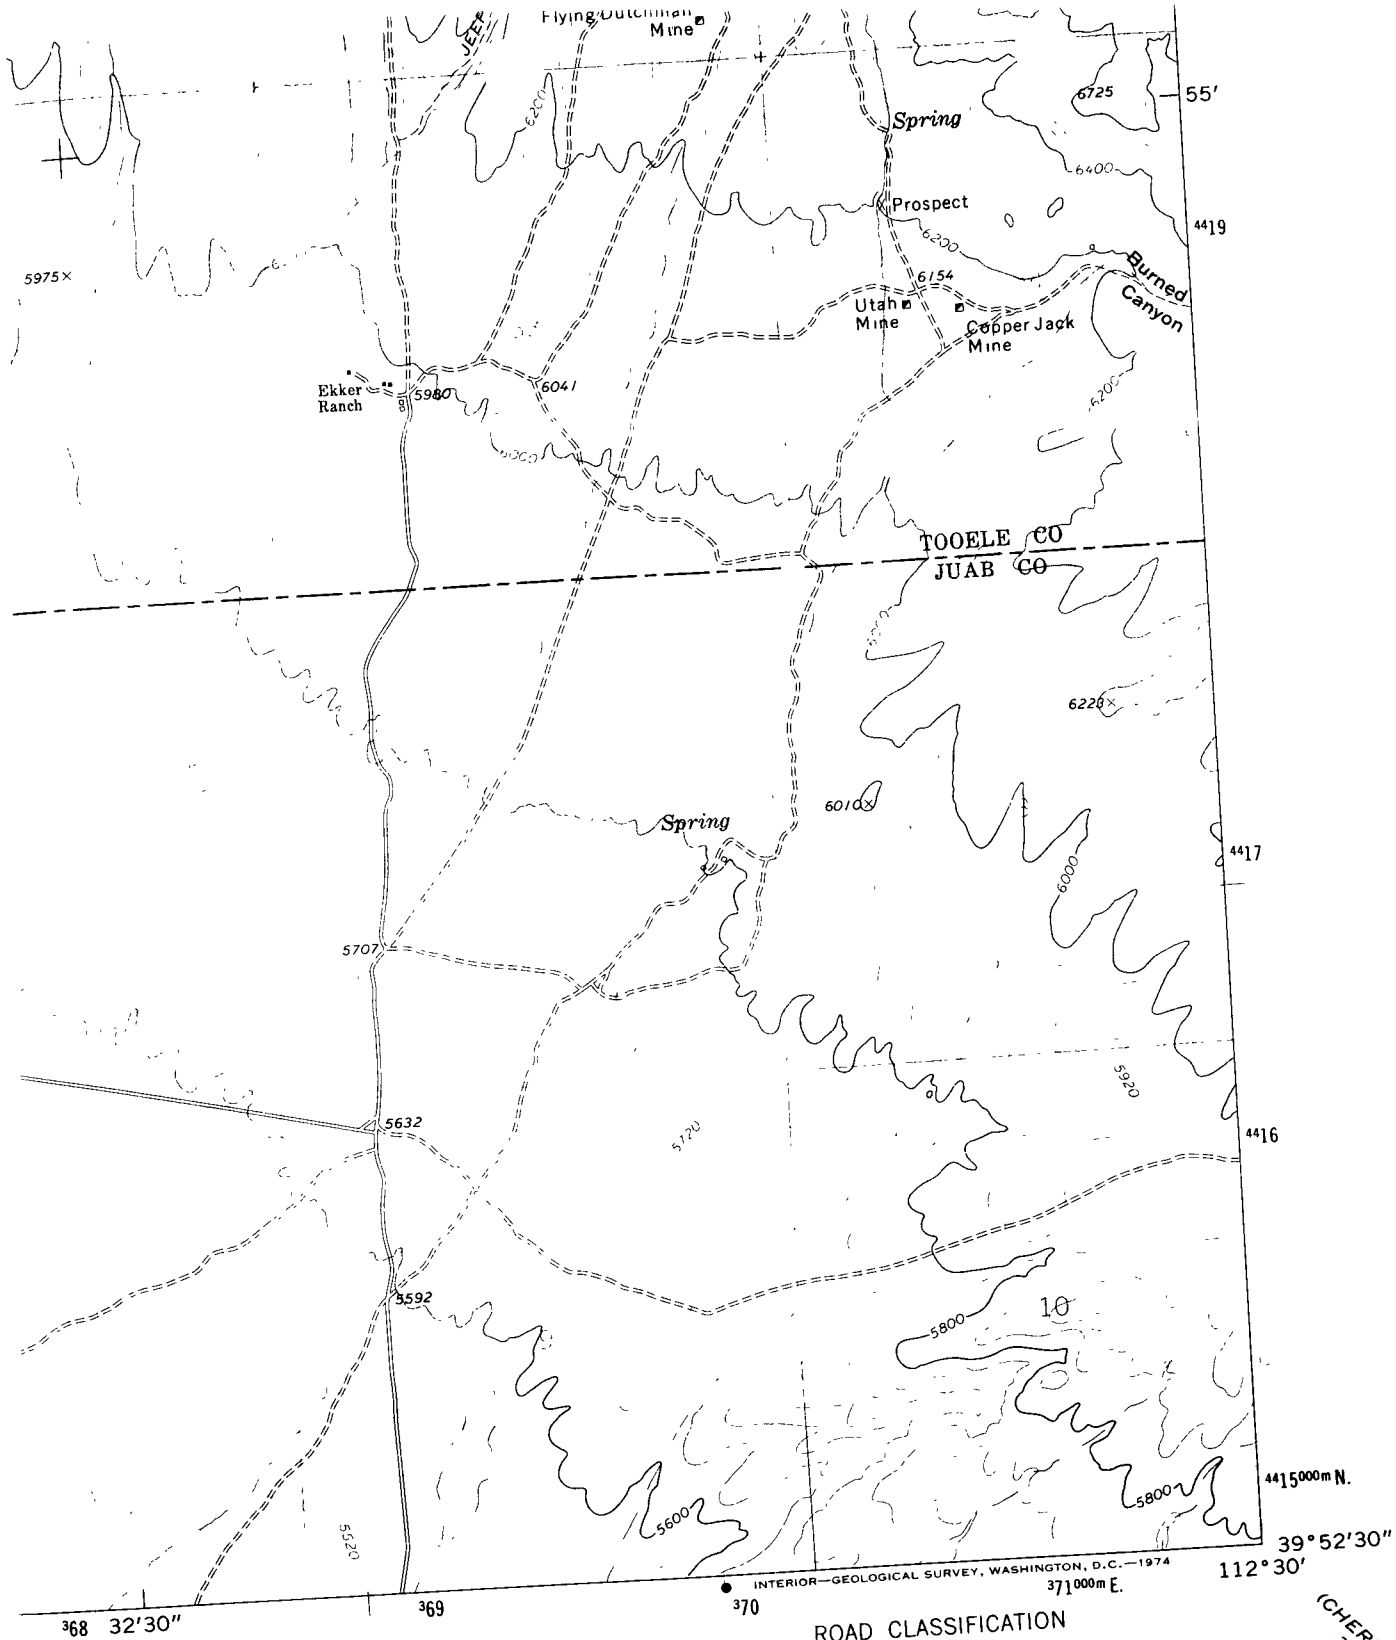 Flying Dutchman
Mine
JEEP
6200
6725
55'
Spring
6400
Prospect
4419
6200
5975×
6154
Burned
Canyon
Utah
Mine
Copper Jack
Mine
Ekker
Ranch
5980
6041
6200
6000
TOOELE CO
JUAB CO
6000
6223×
6010×
Spring
4417
6000
5707
5920
5632
5720
4416
5592
10
5800
5800
5600
5520
4415000m N.
39°52'30"
INTERIOR—GEOLOGICAL SURVEY, WASHINGTON, D.C.—1974
112°30'
371000m E.
368 32'30"
369
370
ROAD CLASSIFICATION
(CHER